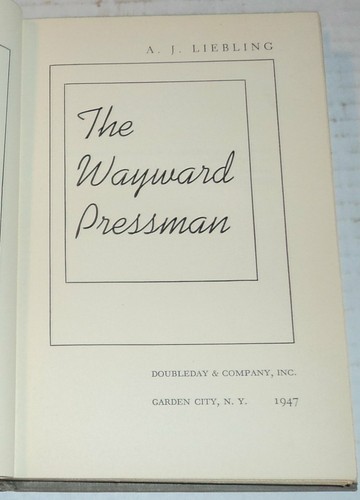 A. J. LIEBLING
The
Wayward
Pressman
DOUBLEDAY & COMPANY, INC.
GARDEN CITY, N. Y. 1947